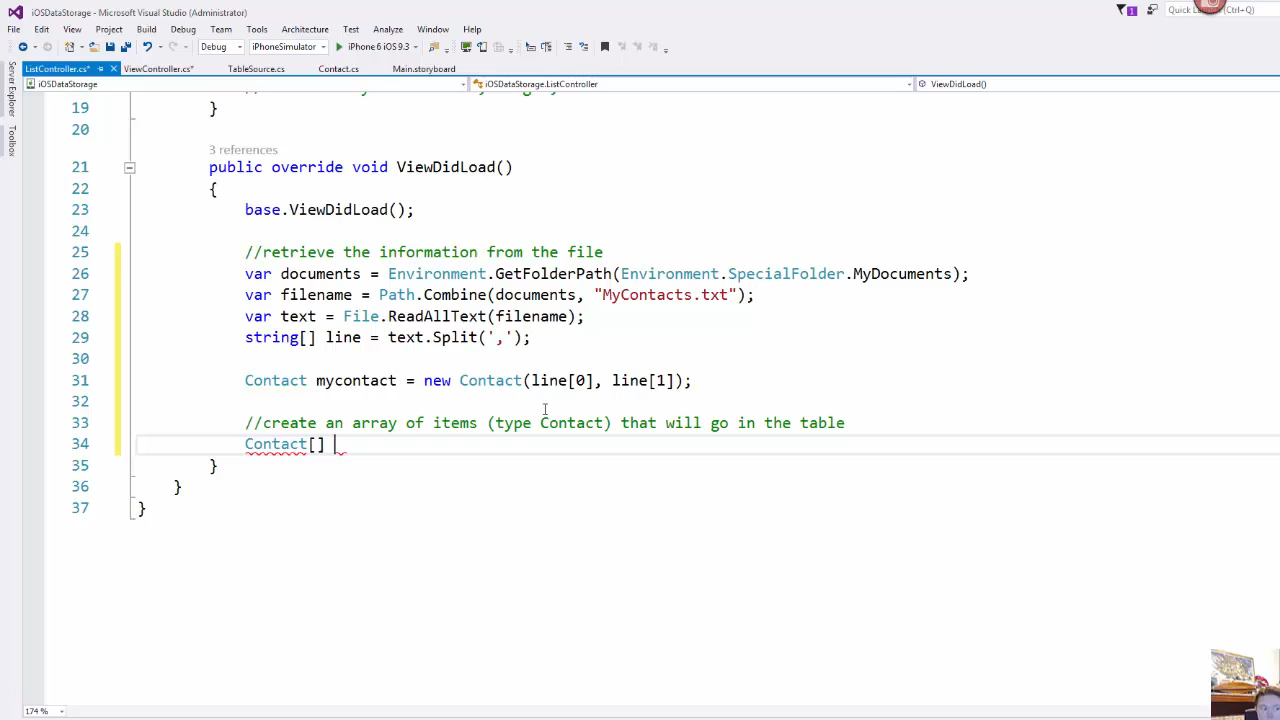 iOSDataStorage - Microsoft Visual Studio (Administrator)
1
File Edit View Project Build Debug Team Tools Architecture Test Analyze Window Help
Debug iPhoneSimulator iPhone 6 iOS 9.3
ListController.cs* ViewController.cs* TableSource.cs Contact.cs Main.storyboard
iOSDataStorage iOSDataStorage.ListController ViewDidLoad()
Server Explorer
Toolbox
19 }
20
3 references
21 public override void ViewDidLoad()
22 {
23 base.ViewDidLoad();
24
25 //retrieve the information from the file
26 var documents = Environment.GetFolderPath(Environment.SpecialFolder.MyDocuments);
27 var filename = Path.Combine(documents, "MyContacts.txt");
28 var text = File.ReadAllText(filename);
29 string[] line = text.Split(',');
30
31 Contact mycontact = new Contact(line[0], line[1]);
32
33 //create an array of items (type Contact) that will go in the table
34 Contact[]
35 }
36 }
37 }
174 %